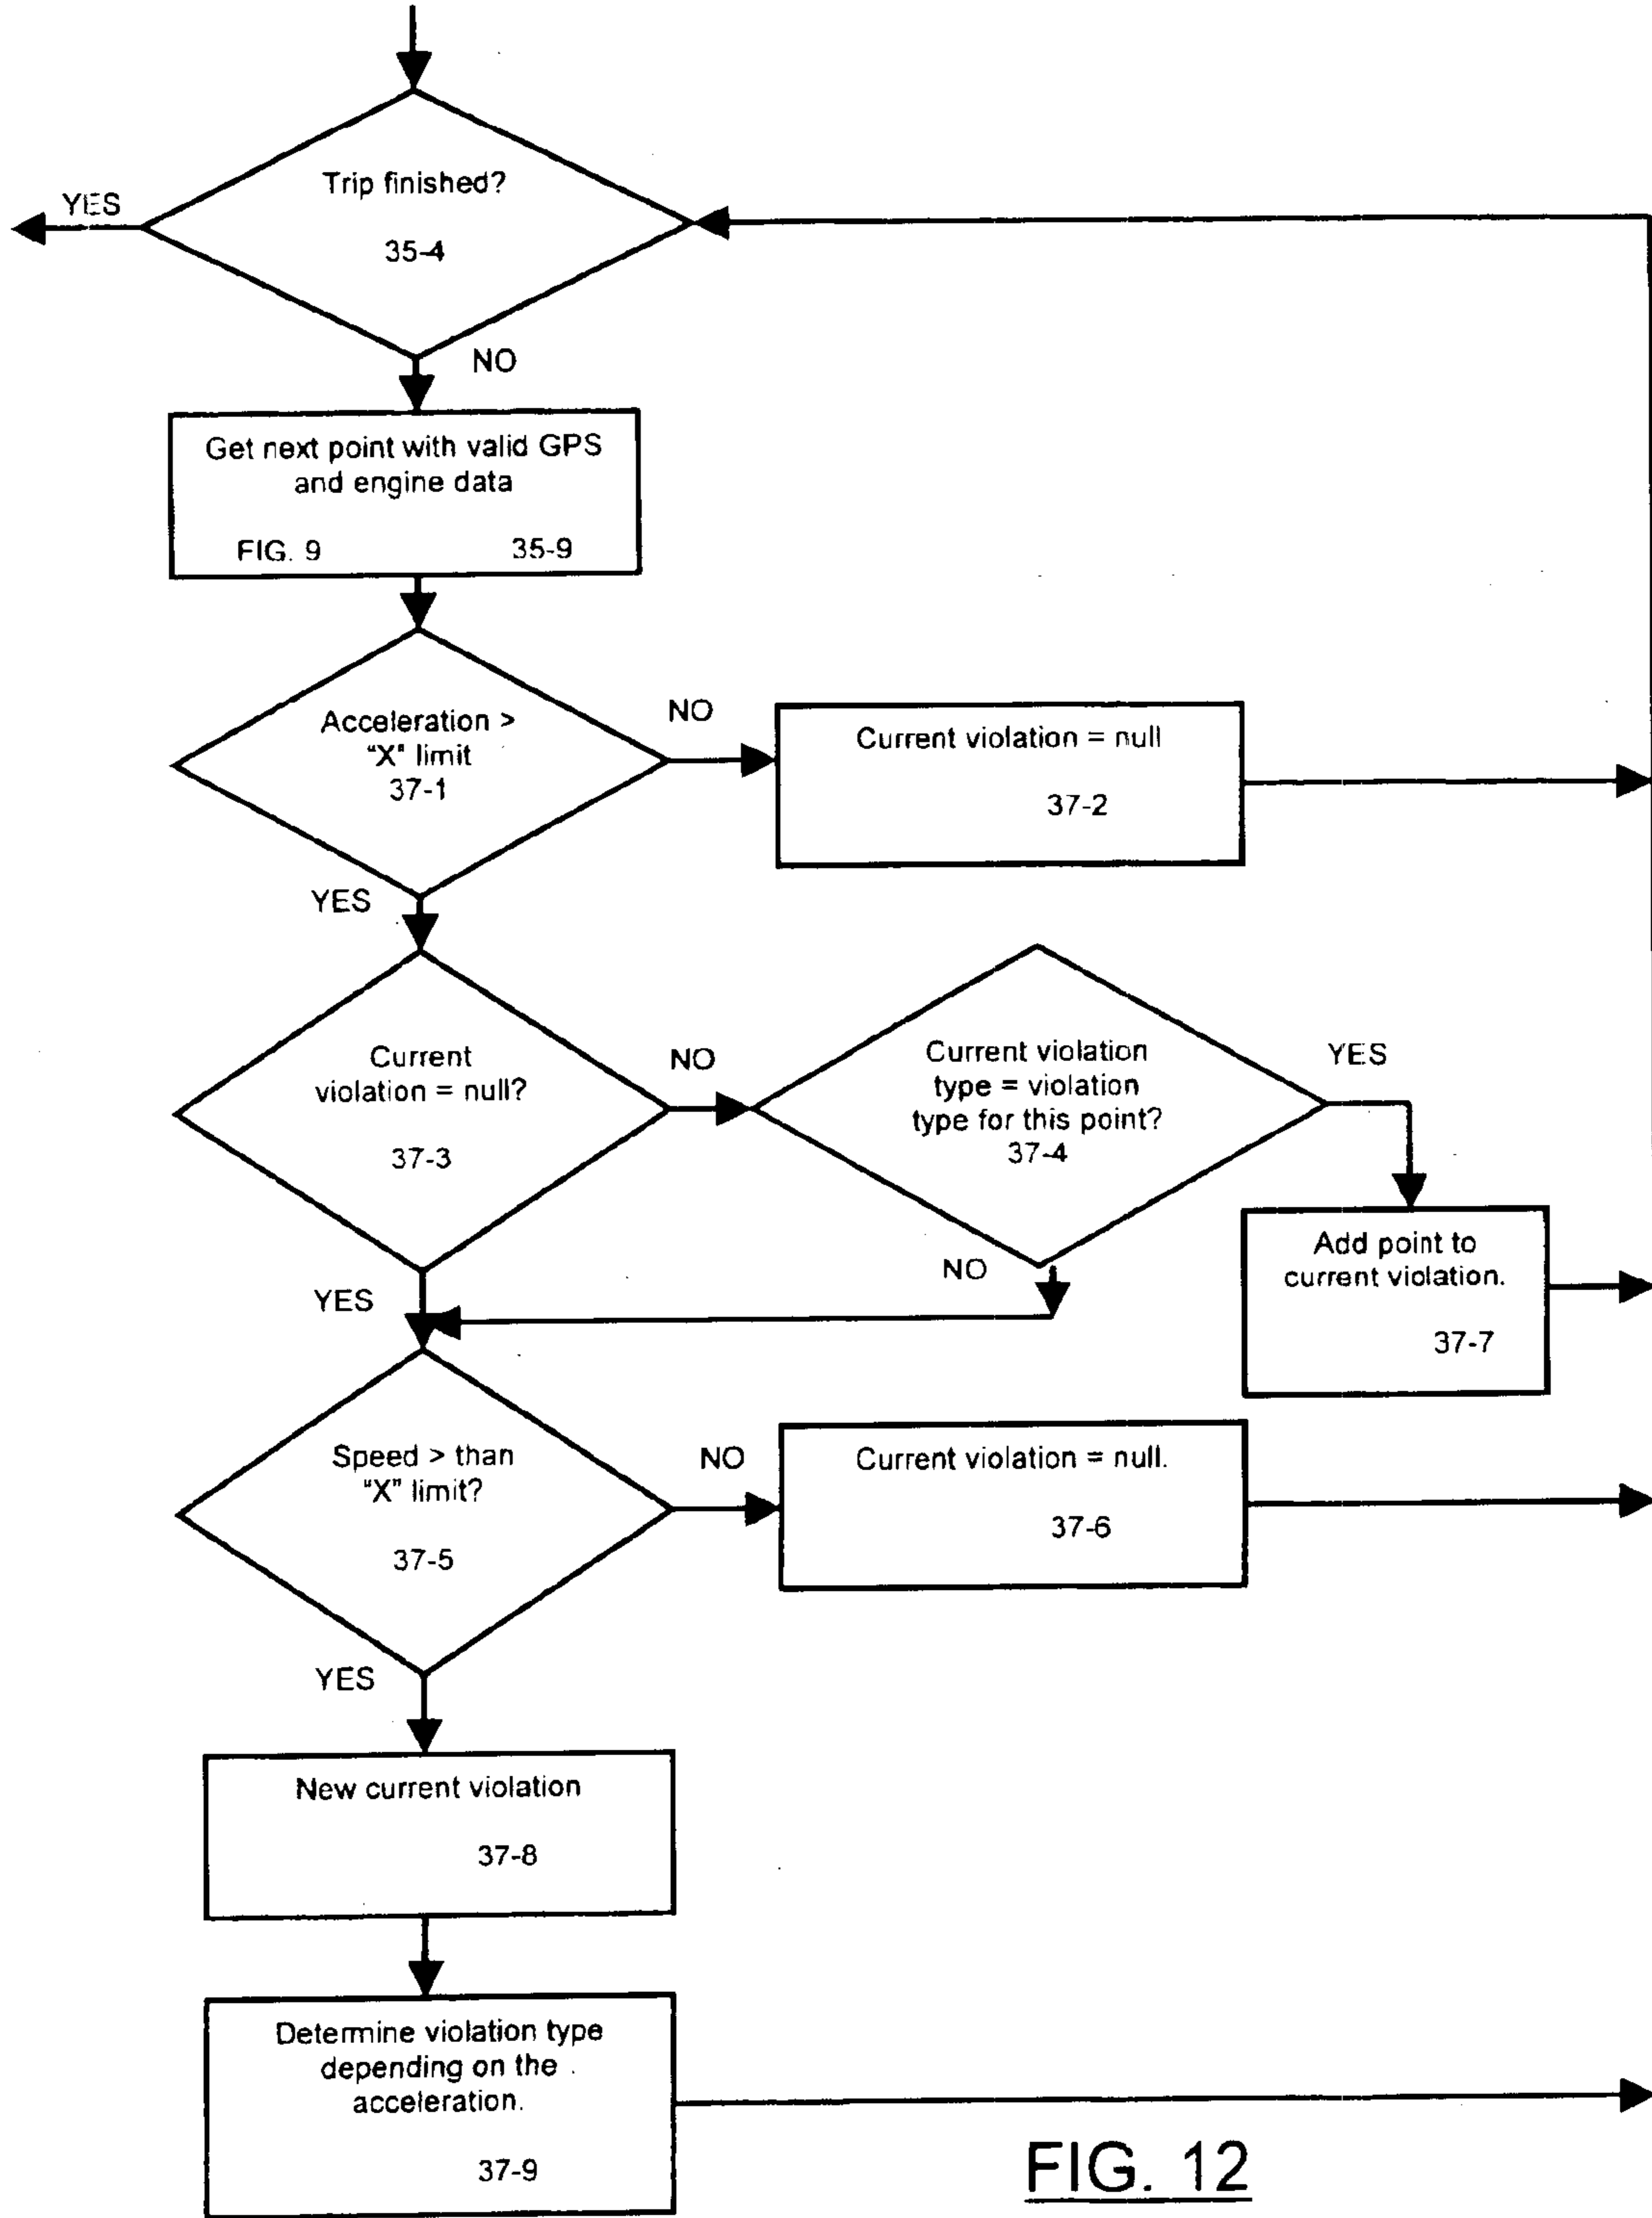 Trip finished?
YES
35-4
NO
Get next point with valid GPS
and engine data
FIG. 9 35-9
Acceleration >
"X" limit
37-1
NO
Current violation = null
37-2
YES
Current
violation = null?
37-3
NO
Current violation
type = violation
type for this point?
37-4
YES
NO
Add point to
current violation.
37-7
YES
Speed > than
"X" limit?
37-5
NO
Current violation = null.
37-6
YES
New current violation
37-8
Determine violation type
depending on the
acceleration.
37-9
FIG. 12